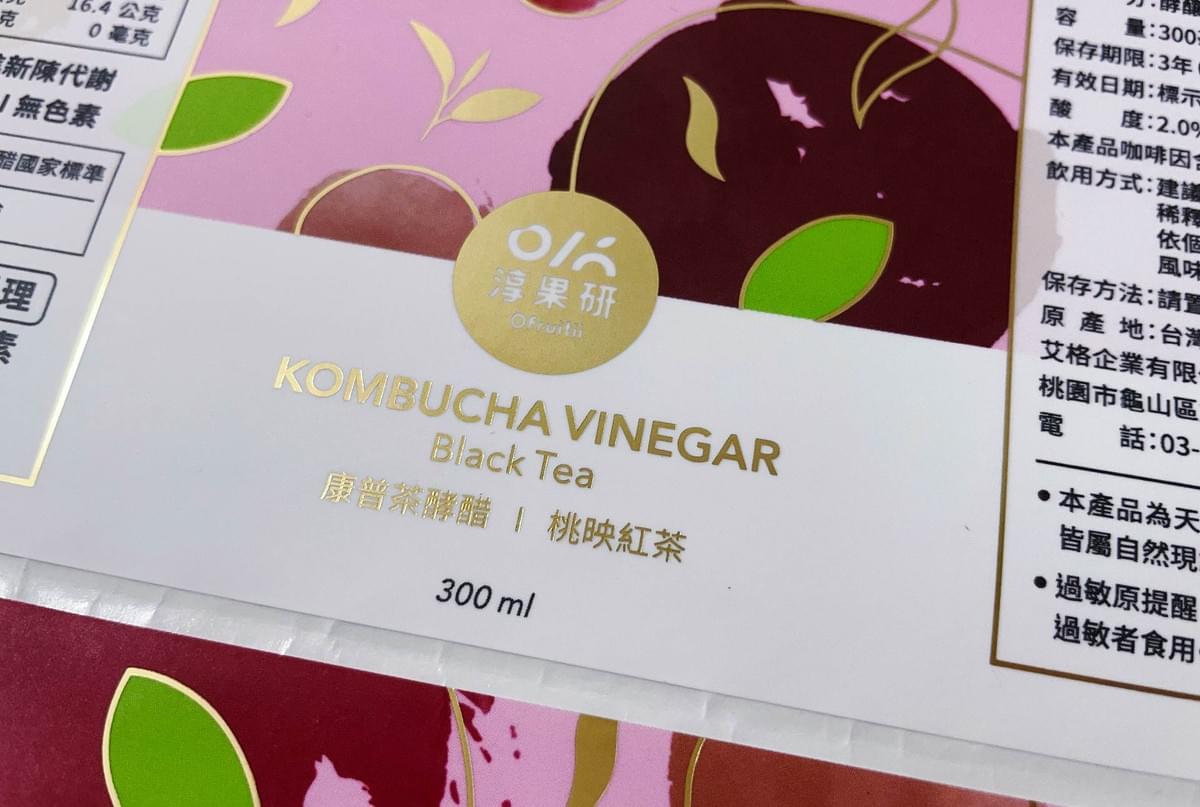 16.4 公克
克 0 毫克
新陳代謝
| 無色素
醋國家標準
理
素
淳果研
Ofruitii
KOMBUCHA VINEGAR
Black Tea
康普茶酵醋 | 桃映紅茶
300 ml
容 量:300
保存期限:3年
有效日期:標示
酸 度:2.0%
本產品咖啡因含
飲用方式:建議
稀釋
依個
風味
保存方法:請置
原 產 地:台灣
艾格企業有限
桃園市龜山區
電 話:03-
•本產品為天
皆屬自然現
•過敏原提醒
過敏者食用